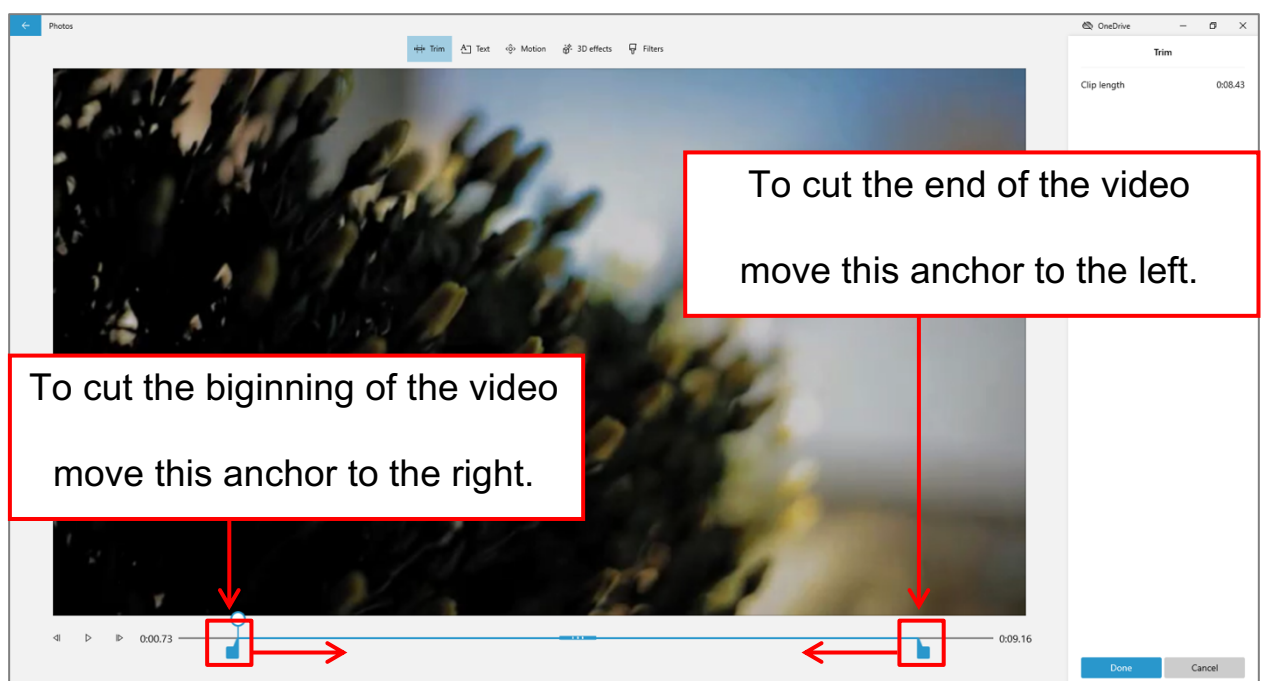 Photos
OneDrive
Trim
Text
Motion
3D effects
Filters
Trim
Clip length 0:08.43
To cut the end of the video
move this anchor to the left.
To cut the biginning of the video
move this anchor to the right.
0:00.73
0:09.16
Done
Cancel